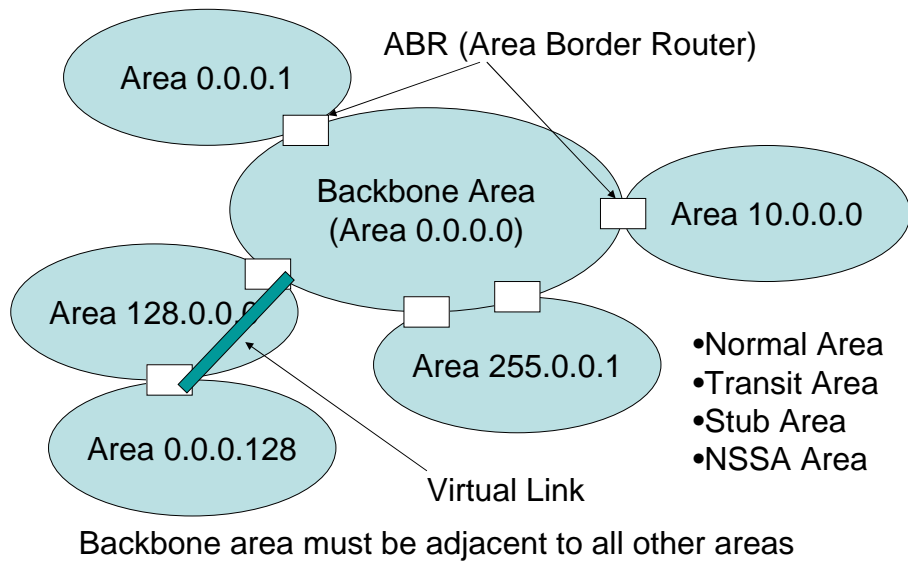 ABR (Area Border Router)
Area 0.0.0.1
Backbone Area
(Area 0.0.0.0)
Area 10.0.0.0
Area 128.0.0.0
Area 255.0.0.1
•Normal Area
•Transit Area
•Stub Area
•NSSA Area
Area 0.0.0.128
Virtual Link
Backbone area must be adjacent to all other areas